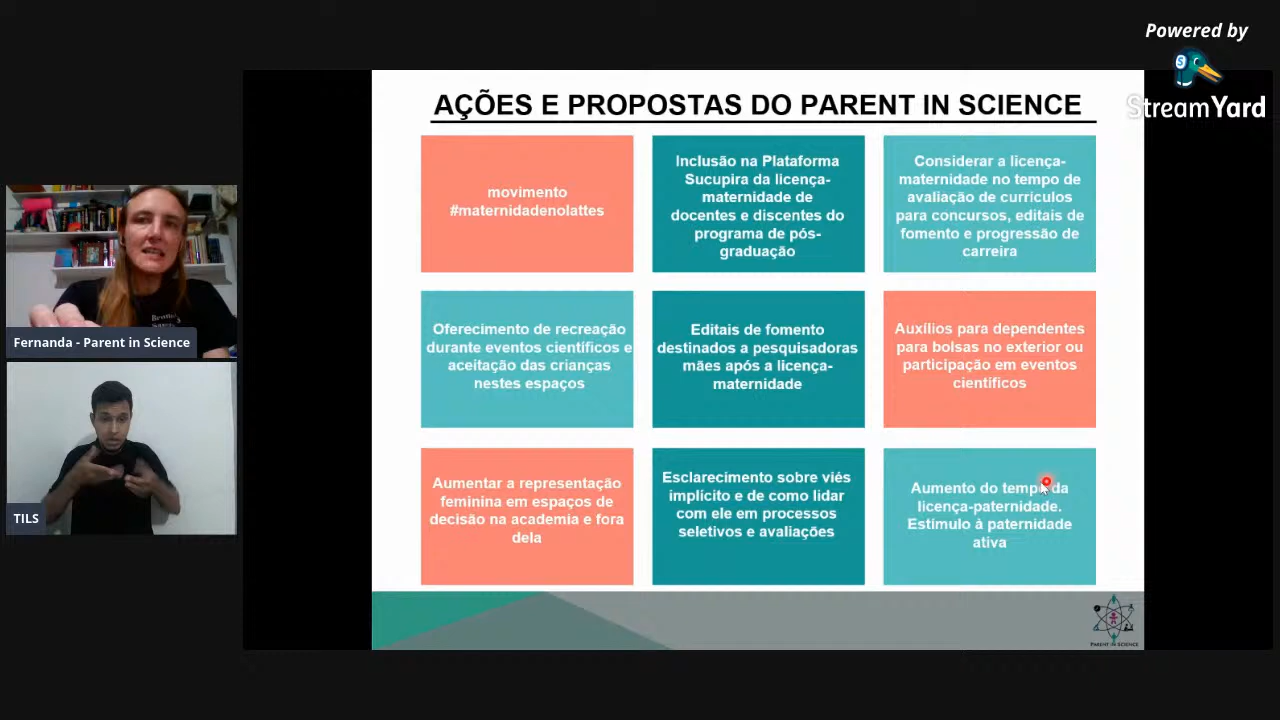 Powered by
StreamYard
AÇÕES E PROPOSTAS DO PARENT IN SCIENCE
movimento
#maternidadenolattes
Inclusão na Plataforma
Sucupira da licença-
maternidade de
docentes e discentes do
programa de pós-
graduação
Considerar a licença-
maternidade no tempo de
avaliação de currículos
para concursos, editais de
fomento e progressão de
carreira
Oferecimento de recreação
durante eventos científicos e
aceitação das crianças
nestes espaços
Editais de fomento
destinados a pesquisadoras
mães após a licença-
maternidade
Auxílios para dependentes
para bolsas no exterior ou
participação em eventos
científicos
Aumentar a representação
feminina em espaços de
decisão na academia e fora
dela
Esclarecimento sobre viés
implícito e de como lidar
com ele em processos
seletivos e avaliações
Aumento do tempo da
licença-paternidade.
Estímulo à paternidade
ativa
PARENT IN SCIENCE
Fernanda - Parent in Science
TILS